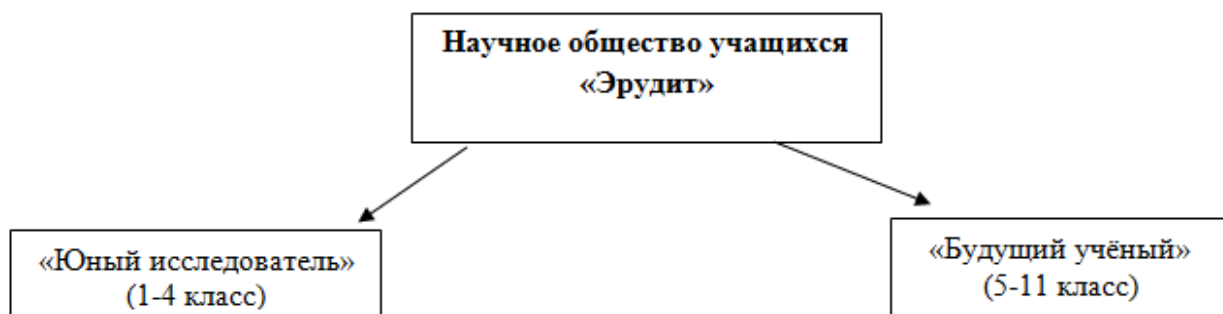 Научное общество учащихся
«Эрудит»
«Юный исследователь»
(1-4 класс)
«Будущий учёный»
(5-11 класс)